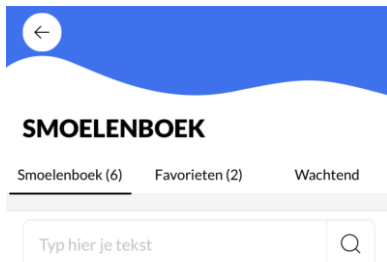 SMOELENBOEK
Smoelenboek (6) Favorieten (2) Wachtend
Typ hier je tekst